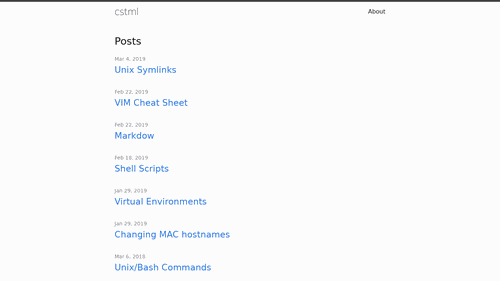 cstml
About
Posts
Mar 4, 2019
Unix Symlinks
Feb 22, 2019
VIM Cheat Sheet
Feb 22, 2019
Markdow
Feb 18, 2019
Shell Scripts
Jan 29, 2019
Virtual Environments
Jan 29, 2019
Changing MAC hostnames
Mar 6, 2018
Unix/Bash Commands